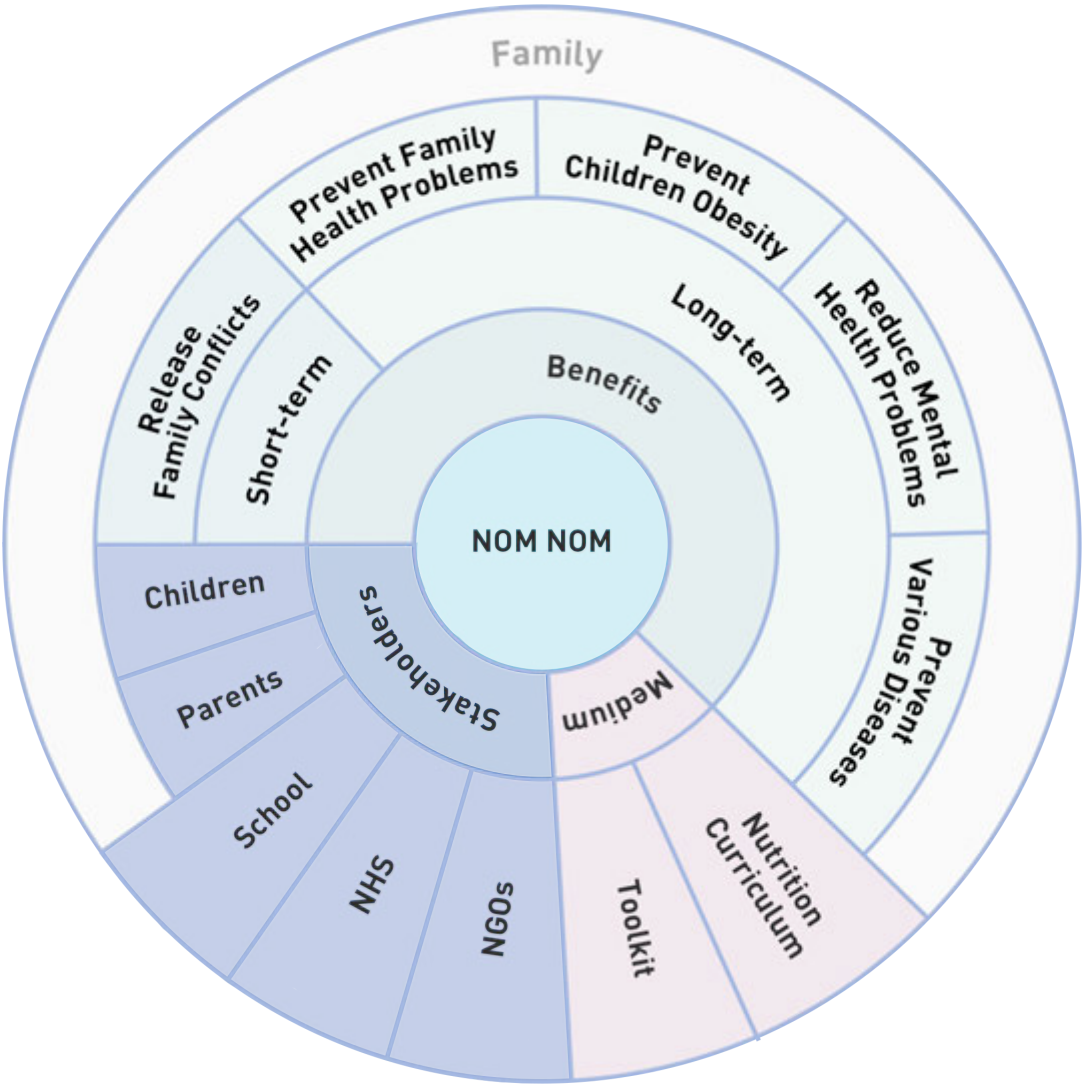 Family
Prevent Family
Health Problems
Prevent
Children Obesity
Release
Family Conflicts
Short-term
Long-term
Reduce Mental
Heelth Problems
Benefits
NOM NOM
Prevent
Various Diseases
Children
Parents
School
NHS
NGOs
Stakeholders
Medium
Toolkit
Nutrition
Curriculum